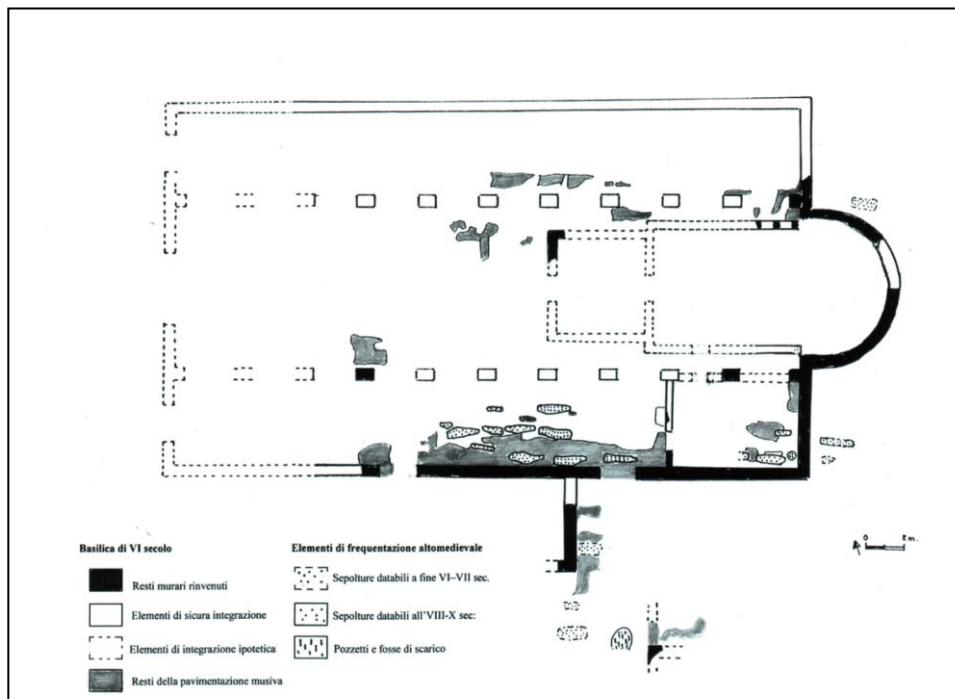 0 2 m.
Basilica di VI secolo
Resti murari rinvenuti
Elementi di sicura integrazione
Elementi di integrazione ipotetica
Resti della pavimentazione musiva
Elementi di frequentazione altomedievale
Sepolture databili a fine VI–VII sec.
Sepolture databili all'VIII-X sec:
Pozzetti e fosse di scarico